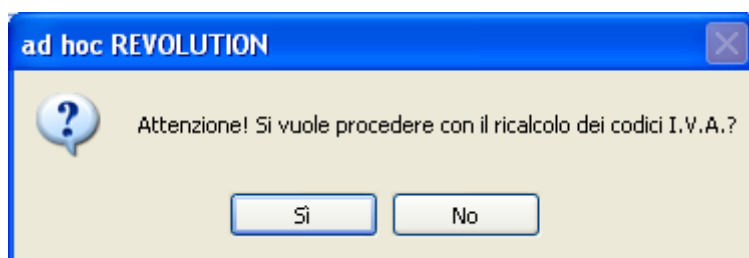 ad hoc REVOLUTION
Attenzione! Si vuole procedere con il ricalcolo dei codici I.V.A.?
Sì No